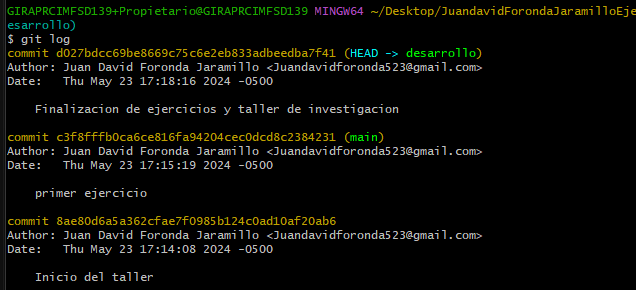 GIRAPRCIMFSD139+Propietario@GIRAPRCIMFSD139 MINGW64 ~/Desktop/JuandavidForondaJaramilloEje
esarrollo)
$ git log
commit d027bdcc69be8669c75c6e2eb833adbeedba7f41 (HEAD -> desarrollo)
Author: Juan David Foronda Jaramillo <Juandavidforonda523@gmail.com>
Date:   Thu May 23 17:18:16 2024 -0500
    Finalizacion de ejercicios y taller de investigacion
commit c3f8fffb0ca6ce816fa94204cec0dcd8c2384231 (main)
Author: Juan David Foronda Jaramillo <Juandavidforonda523@gmail.com>
Date:   Thu May 23 17:15:19 2024 -0500
    primer ejercicio
commit 8ae80d6a5a362cfae7f0985b124c0ad10af20ab6
Author: Juan David Foronda Jaramillo <Juandavidforonda523@gmail.com>
Date:   Thu May 23 17:14:08 2024 -0500
    Inicio del taller